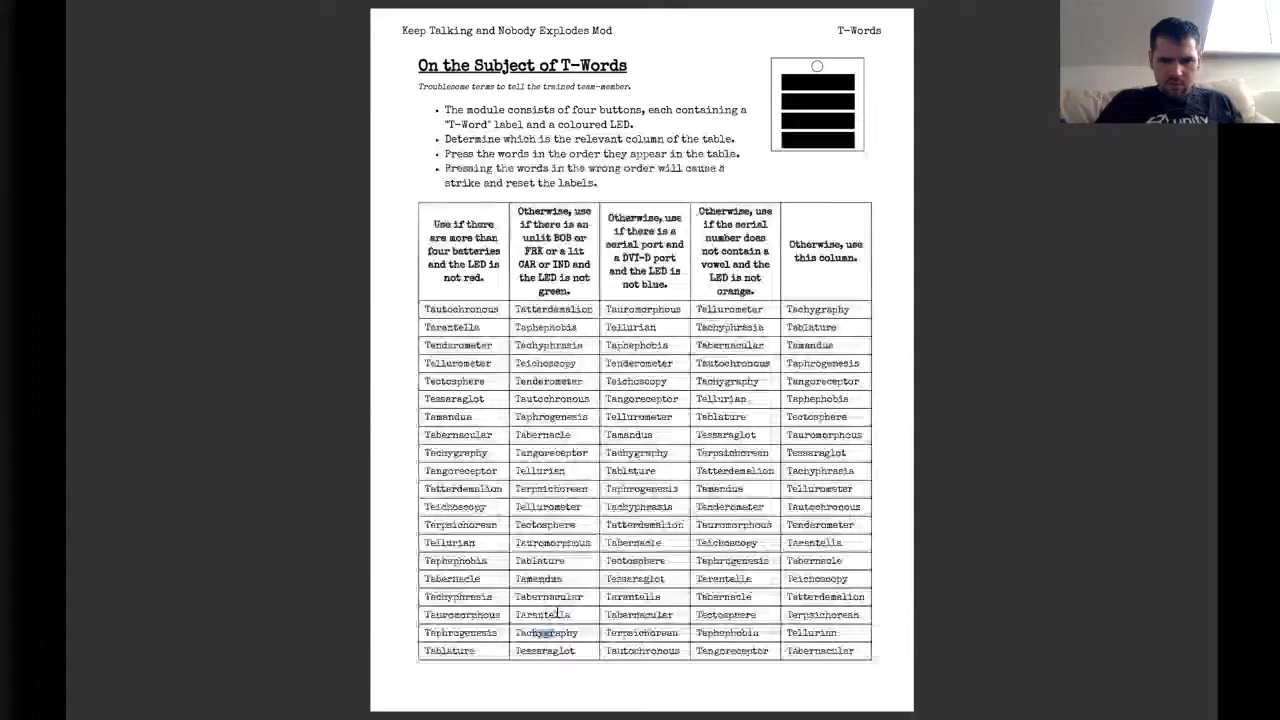 Keep Talking and Nobody Explodes Mod T-Words
On the Subject of T-Words
Troublesome terms to tell the trained team-member.
• The module consists of four buttons, each containing a
"T-Word" label and a coloured LED.
• Determine which is the relevant column of the table.
• Press the words in the order they appear in the table.
• Pressing the words in the wrong order will cause a
strike and reset the labels.
Use if there
are more than
four batteries
and the LED is
not red.
Otherwise, use
if there is an
unlit BOB or
FRK or a lit
CAR or IND and
the LED is not
green.
Otherwise, use
if there is a
serial port and
a DVI-D port
and the LED is
not blue.
Otherwise, use
if the serial
number does
not contain a
vowel and the
LED is not
orange.
Otherwise, use
this column.
Tautochronous Tatterdemalion Tauromorphous Tellurometer Tachygraphy
Tarantella Taphephobia Tellurian Tachyphrasia Tablature
Tenderometer Tachyphrasia Taphephobia Tabernacular Tamandua
Tellurometer Teichoscopy Tenderometer Tautochronous Taphrogenesis
Tectosphere Tenderometer Teichoscopy Tachygraphy Tangoreceptor
Tessaraglot Tautochronous Tangoreceptor Tellurian Taphephobia
Tamandua Taphrogenesis Tellurometer Tablature Tectosphere
Tabernacular Tabernacle Tamandua Tessaraglot Tauromorphous
Tachygraphy Tangoreceptor Tachygraphy Terpsichorean Tessaraglot
Tangoreceptor Tellurian Tablature Tatterdemalion Tachyphrasia
Tatterdemalion Terpsichorean Taphrogenesis Tamandua Tellurometer
Teichoscopy Tellurometer Tachyphrasia Tenderometer Tautochronous
Terpsichorean Tectosphere Tatterdemalion Tauromorphous Tenderometer
Tellurian Tauromorphous Tabernacle Teichoscopy Tarantella
Taphephobia Tablature Tectosphere Taphrogenesis Tabernacle
Tabernacle Tamandua Tessaraglot Tarantella Teichoscopy
Tachyphrasia Tabernacular Tarantella Tabernacle Tatterdemalion
Tauromorphous Tarantella Tabernacular Tectosphere Terpsichorean
Taphrogenesis Tachygraphy Terpsichorean Taphephobia Tellurian
Tablature Tessaraglot Tautochronous Tangoreceptor Tabernacular
unity